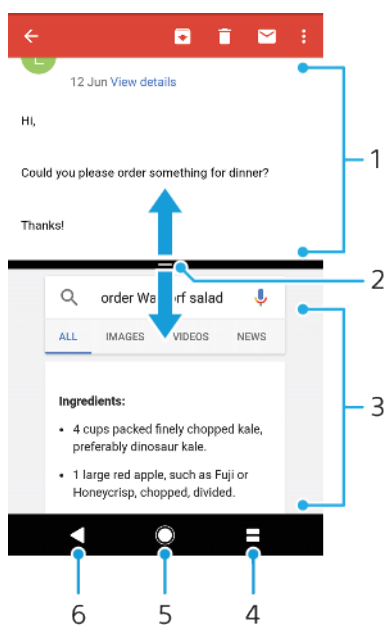 12 Jun View details
Hi,
1
Could you please order something for dinner?
Thanks!
2
order Wa rf salad
ALL IMAGES VIDEOS NEWS
3
Ingredients:
• 4 cups packed finely chopped kale,
preferably dinosaur kale.
• 1 large red apple, such as Fuji or
Honeycrisp, chopped, divided.
6 5 4